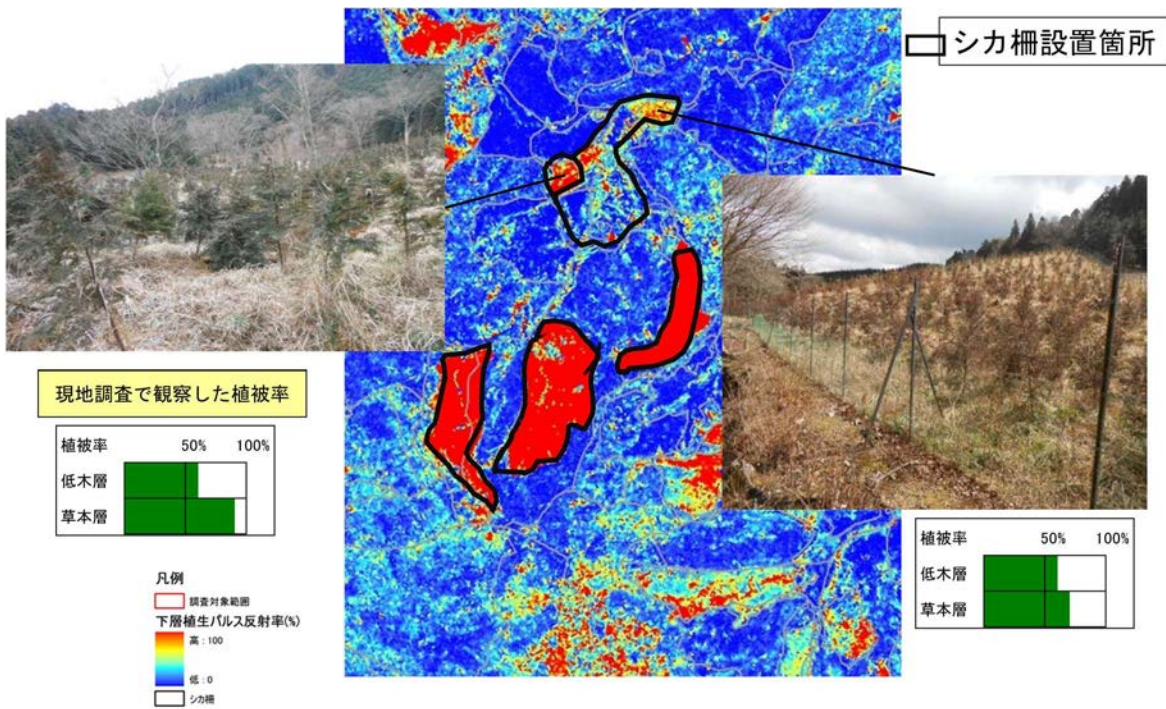 シカ柵設置箇所
現地調査で観察した植被率
植被率 50% 100%
低木層
草本層
植被率 50% 100%
低木層
草本層
凡例
調査対象範囲
下層植生パルス反射率(%)
高 : 100
低 : 0
シカ柵